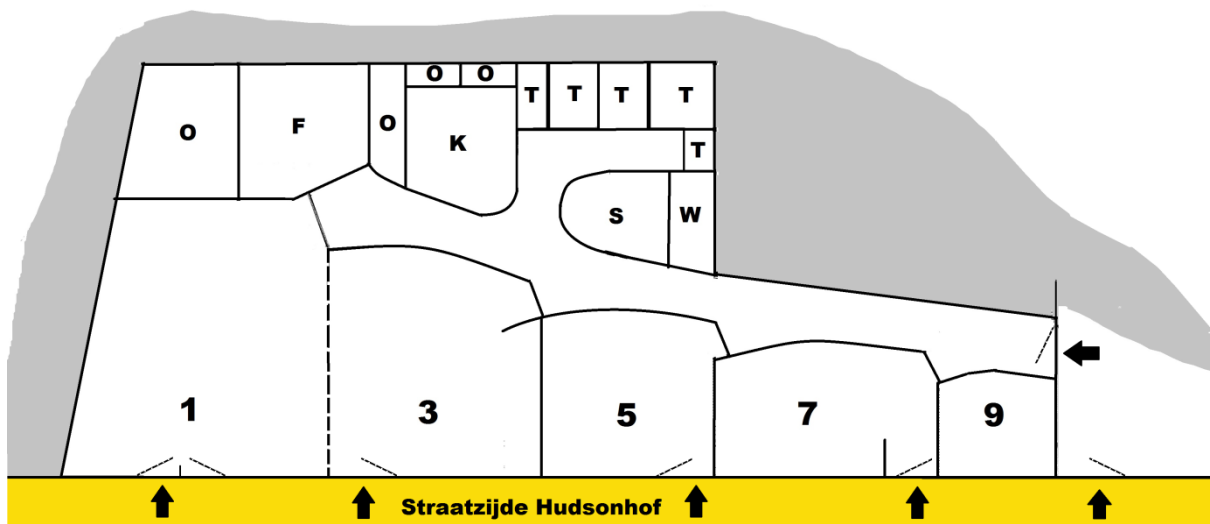 O O
T T T T
O F O K
T
S W
1 3 5 7 9
Straatzijde Hudsonhof